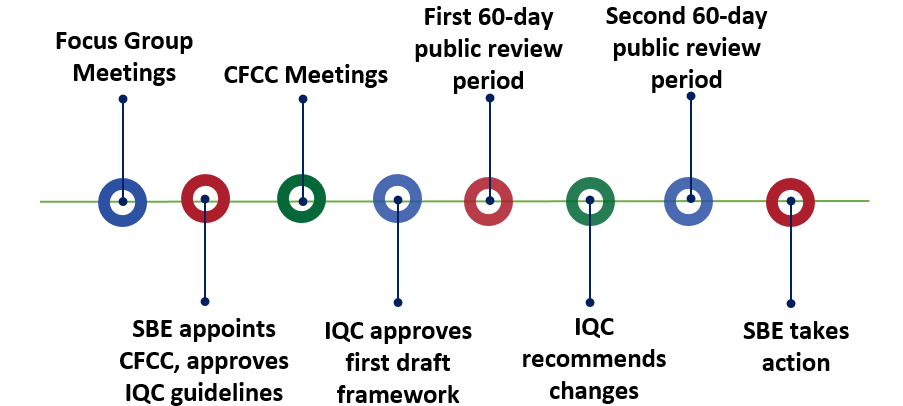 Focus Group
Meetings
SBE appoints
CFCC, approves
IQC guidelines
CFCC Meetings
IQC approves
first draft
framework
First 60-day
public review
period
IQC
recommends
changes
Second 60-day
public review
period
SBE takes
action